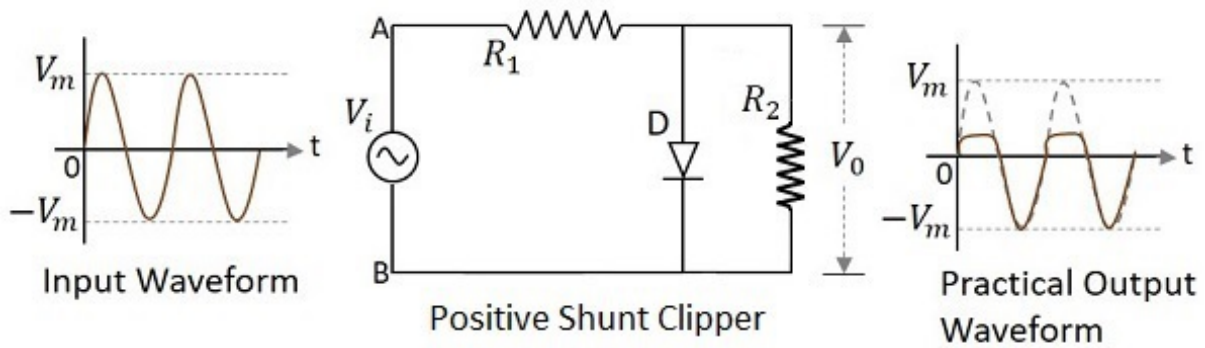 V_m
0
t
−V_m
Input Waveform
A
R_1
V_i
D
R_2
V_0
B
Positive Shunt Clipper
V_m
0
t
−V_m
Practical Output
Waveform